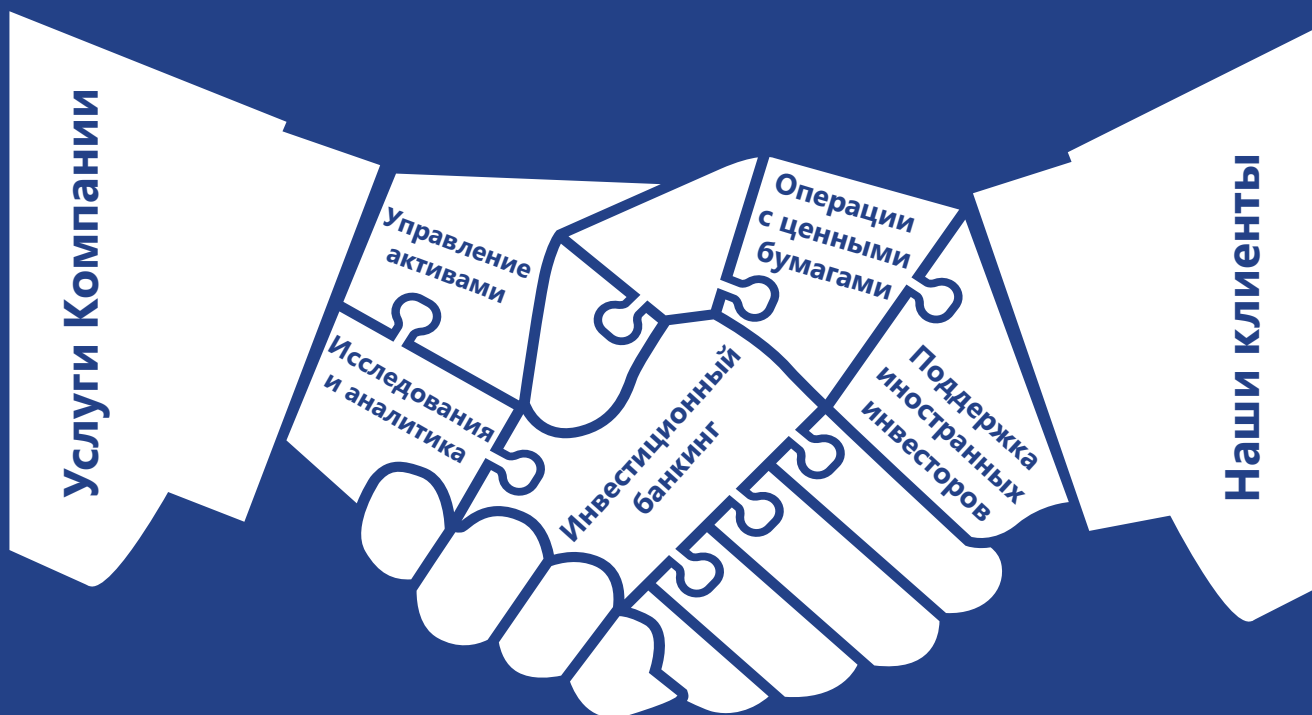 Услуги Компании
Управление
активами
Исследования
и аналитика
Инвестиционный
банкинг
Операции
с ценными
бумагами
Поддержка
иностранных
инвесторов
Наши клиенты